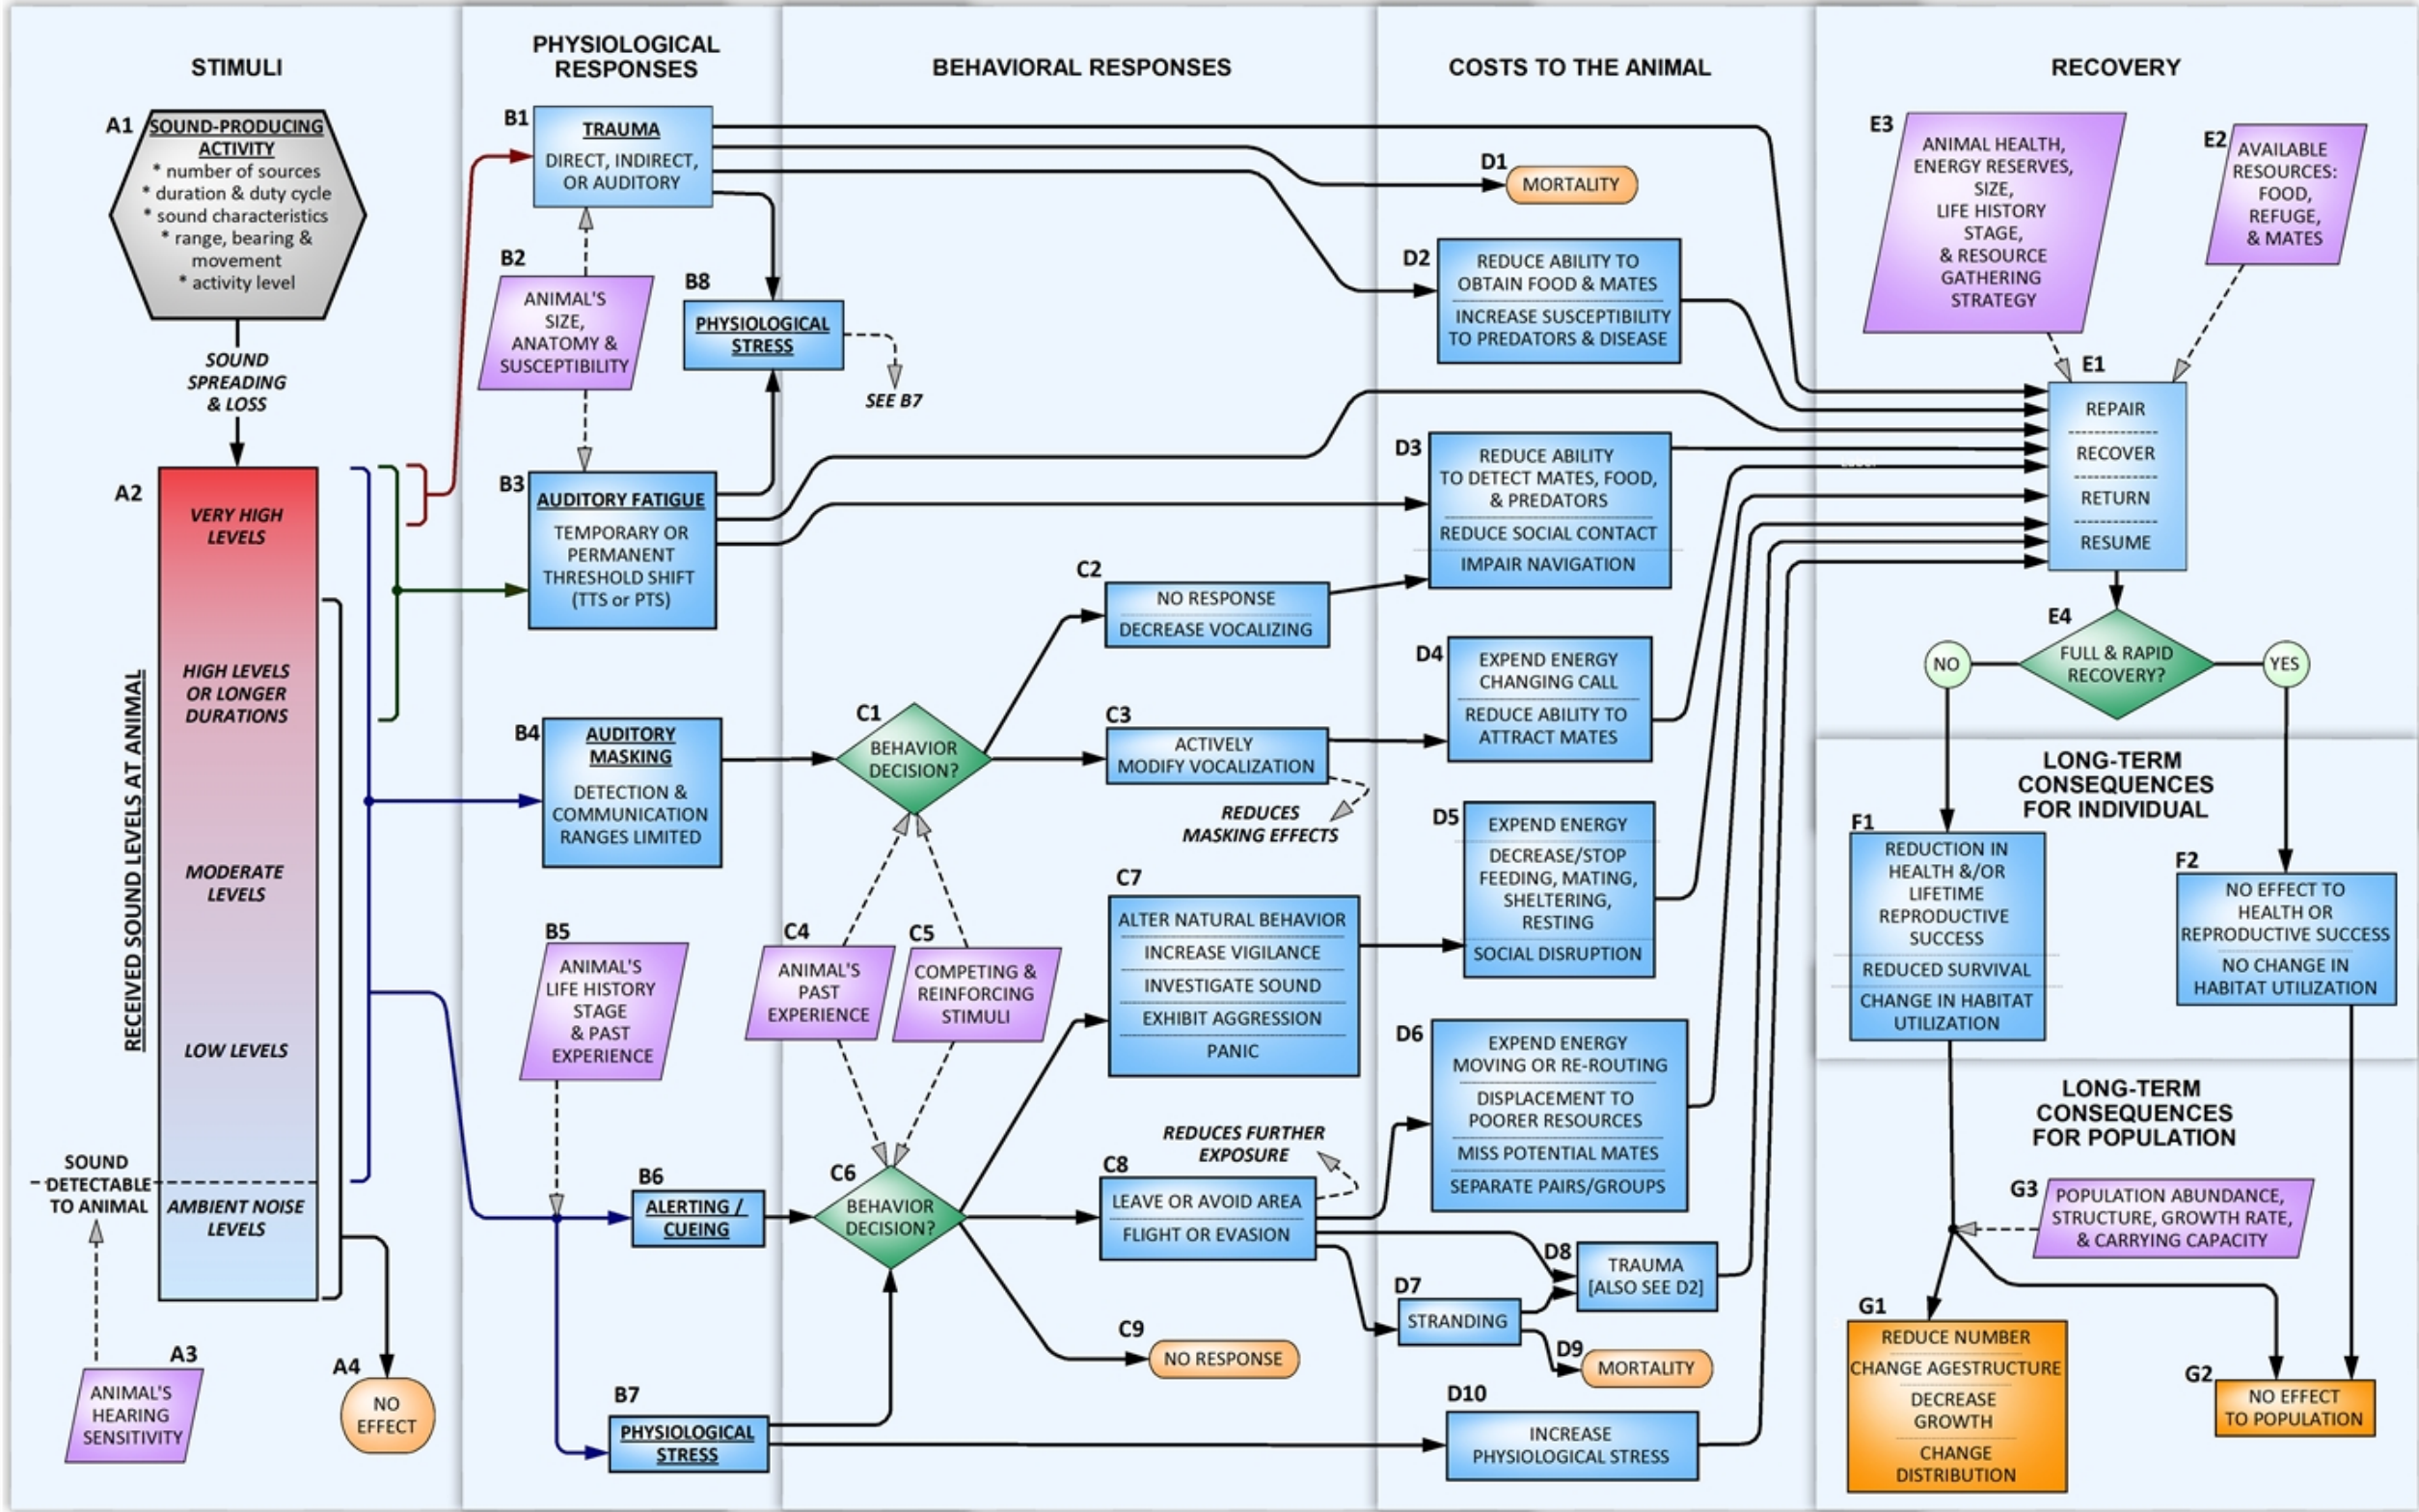 STIMULI
PHYSIOLOGICAL
RESPONSES
BEHAVIORAL RESPONSES
COSTS TO THE ANIMAL
RECOVERY
A1
SOUND-PRODUCING
ACTIVITY
* number of sources
* duration & duty cycle
* sound characteristics
* range, bearing &
movement
* activity level
SOUND
SPREADING
& LOSS
A2
VERY HIGH
LEVELS
HIGH LEVELS
OR LONGER
DURATIONS
MODERATE
LEVELS
LOW LEVELS
AMBIENT NOISE
LEVELS
RECEIVED SOUND LEVELS AT ANIMAL
SOUND
DETECTABLE
TO ANIMAL
A3
ANIMAL'S
HEARING
SENSITIVITY
A4
NO
EFFECT
B1
TRAUMA
DIRECT, INDIRECT,
OR AUDITORY
B2
ANIMAL'S
SIZE,
ANATOMY &
SUSCEPTIBILITY
B8
PHYSIOLOGICAL
STRESS
SEE B7
B3
AUDITORY FATIGUE
TEMPORARY OR
PERMANENT
THRESHOLD SHIFT
(TTS or PTS)
B4
AUDITORY
MASKING
DETECTION &
COMMUNICATION
RANGES LIMITED
B5
ANIMAL'S
LIFE HISTORY
STAGE
& PAST
EXPERIENCE
B6
ALERTING /
CUEING
B7
PHYSIOLOGICAL
STRESS
C1
BEHAVIOR
DECISION?
C2
NO RESPONSE
DECREASE VOCALIZING
C3
ACTIVELY
MODIFY VOCALIZATION
REDUCES
MASKING EFFECTS
C4
ANIMAL'S
PAST
EXPERIENCE
C5
COMPETING &
REINFORCING
STIMULI
C6
BEHAVIOR
DECISION?
C7
ALTER NATURAL BEHAVIOR
INCREASE VIGILANCE
INVESTIGATE SOUND
EXHIBIT AGGRESSION
PANIC
REDUCES FURTHER
EXPOSURE
C8
LEAVE OR AVOID AREA
FLIGHT OR EVASION
C9
NO RESPONSE
D1
MORTALITY
D2
REDUCE ABILITY TO
OBTAIN FOOD & MATES
INCREASE SUSCEPTIBILITY
TO PREDATORS & DISEASE
D3
REDUCE ABILITY
TO DETECT MATES, FOOD,
& PREDATORS
REDUCE SOCIAL CONTACT
IMPAIR NAVIGATION
D4
EXPEND ENERGY
CHANGING CALL
REDUCE ABILITY TO
ATTRACT MATES
D5
EXPEND ENERGY
DECREASE/STOP
FEEDING, MATING,
SHELTERING,
RESTING
SOCIAL DISRUPTION
D6
EXPEND ENERGY
MOVING OR RE-ROUTING
DISPLACEMENT TO
POORER RESOURCES
MISS POTENTIAL MATES
SEPARATE PAIRS/GROUPS
D7
STRANDING
D8
TRAUMA
[ALSO SEE D2]
D9
MORTALITY
D10
INCREASE
PHYSIOLOGICAL STRESS
E3
ANIMAL HEALTH,
ENERGY RESERVES,
SIZE,
LIFE HISTORY
STAGE,
& RESOURCE
GATHERING
STRATEGY
E2
AVAILABLE
RESOURCES:
FOOD,
REFUGE,
& MATES
E1
REPAIR
RECOVER
RETURN
RESUME
E4
FULL & RAPID
RECOVERY?
NO
YES
LONG-TERM
CONSEQUENCES
FOR INDIVIDUAL
F1
REDUCTION IN
HEALTH &/OR
LIFETIME
REPRODUCTIVE
SUCCESS
REDUCED SURVIVAL
CHANGE IN HABITAT
UTILIZATION
F2
NO EFFECT TO
HEALTH OR
REPRODUCTIVE SUCCESS
NO CHANGE IN
HABITAT UTILIZATION
LONG-TERM
CONSEQUENCES
FOR POPULATION
G3
POPULATION ABUNDANCE,
STRUCTURE, GROWTH RATE,
& CARRYING CAPACITY
G1
REDUCE NUMBER
CHANGE AGESTRUCTURE
DECREASE
GROWTH
CHANGE
DISTRIBUTION
G2
NO EFFECT
TO POPULATION